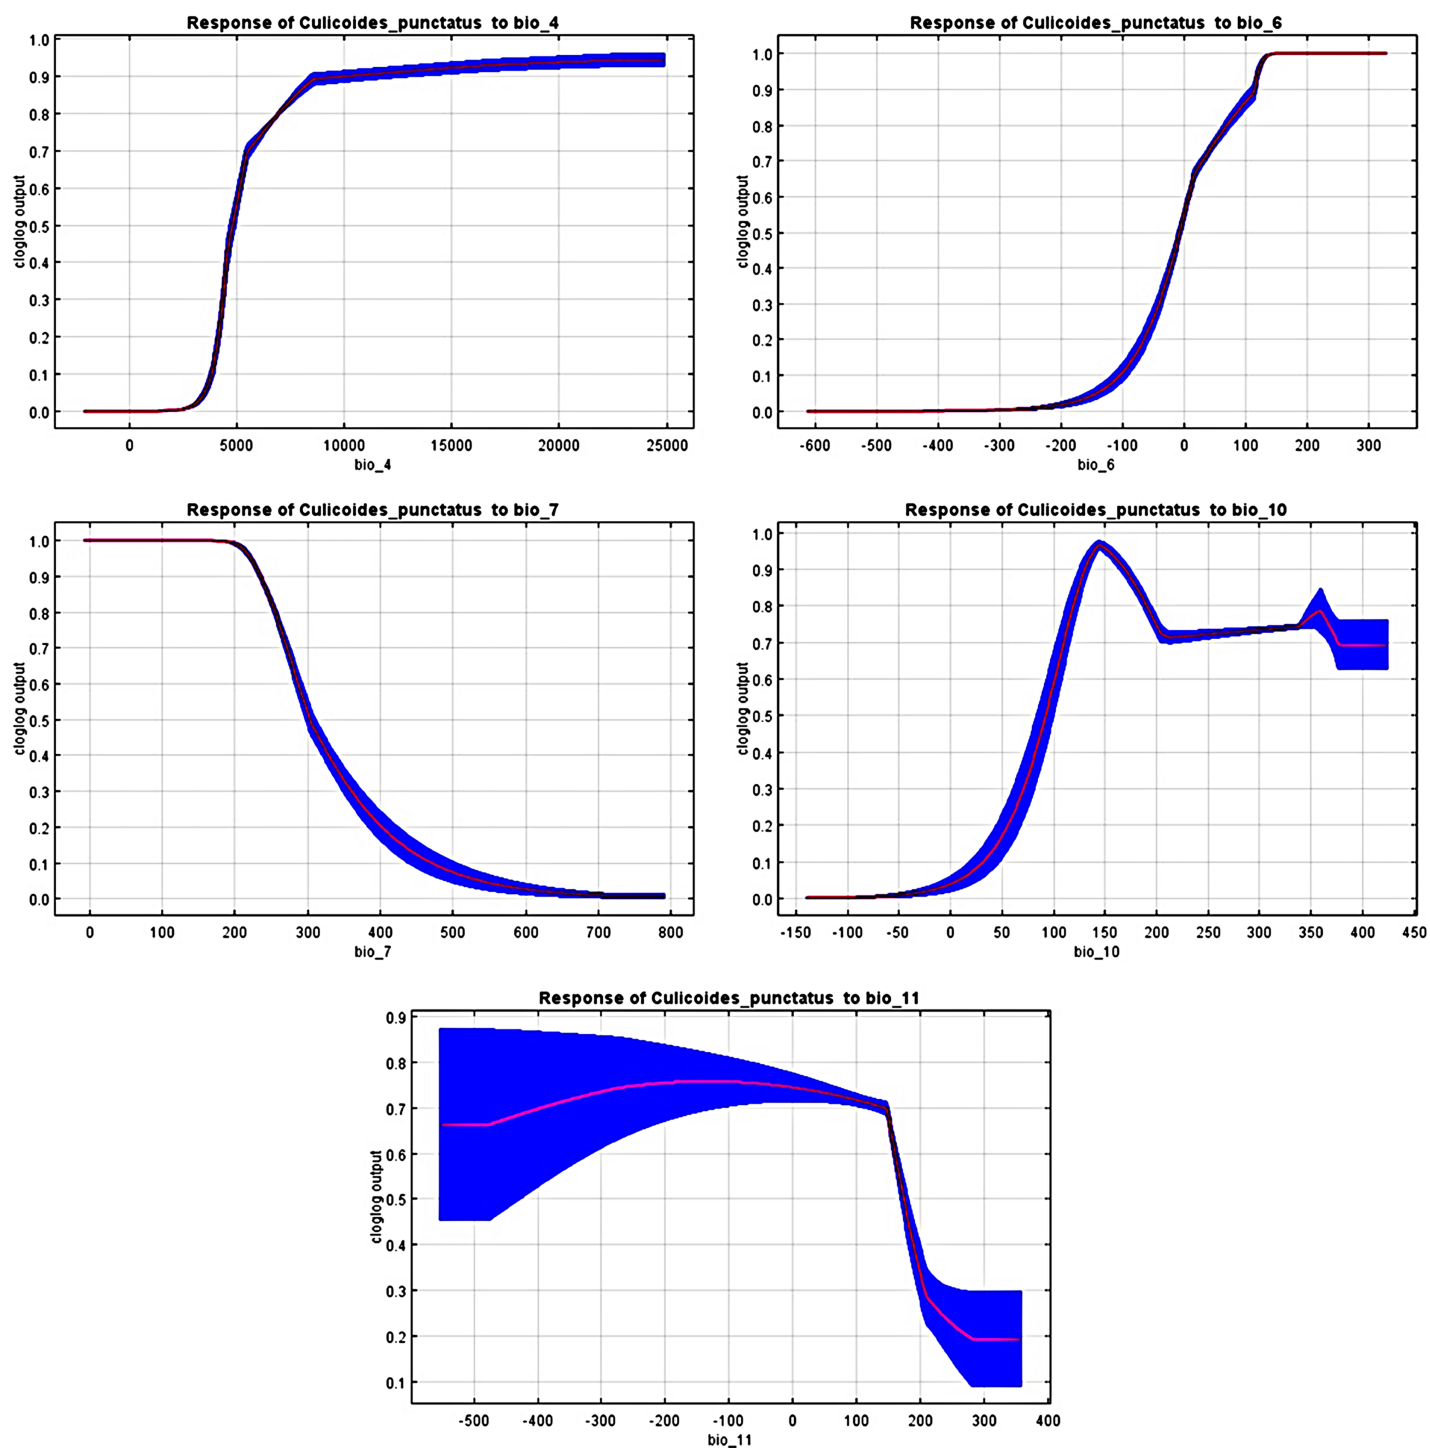 Response of Culicoides_punctatus to bio_4
1.0
0.9
0.8
0.7
0.6
0.5
0.4
0.3
0.2
0.1
0.0
cloglog output
0 5000 10000 15000 20000 25000
bio_4
Response of Culicoides_punctatus to bio_6
1.0
0.9
0.8
0.7
0.6
0.5
0.4
0.3
0.2
0.1
0.0
cloglog output
-600 -500 -400 -300 -200 -100 0 100 200 300
bio_6
Response of Culicoides_punctatus to bio_7
1.0
0.9
0.8
0.7
0.6
0.5
0.4
0.3
0.2
0.1
0.0
cloglog output
0 100 200 300 400 500 600 700 800
bio_7
Response of Culicoides_punctatus to bio_10
1.0
0.9
0.8
0.7
0.6
0.5
0.4
0.3
0.2
0.1
0.0
cloglog output
-150 -100 -50 0 50 100 150 200 250 300 350 400 450
bio_10
Response of Culicoides_punctatus to bio_11
0.9
0.8
0.7
0.6
0.5
0.4
0.3
0.2
0.1
cloglog output
-500 -400 -300 -200 -100 0 100 200 300 400
bio_11